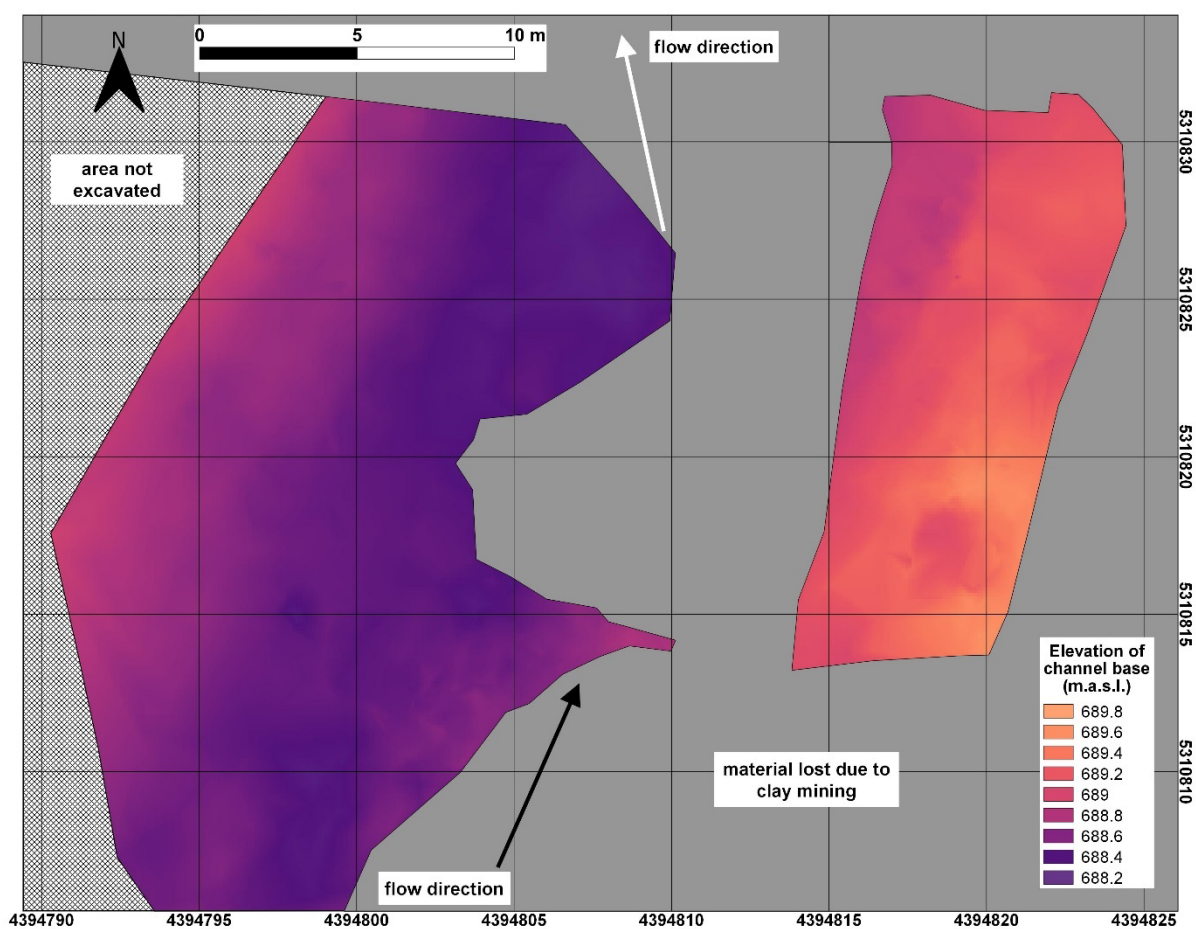 N
0 5 10 m
flow direction
area not
excavated
5310830
5310825
5310820
5310815
5310810
Elevation of
channel base
(m.a.s.l.)
689.8
689.6
689.4
689.2
689
688.8
688.6
688.4
688.2
material lost due to
clay mining
flow direction
4394790 4394795 4394800 4394805 4394810 4394815 4394820 4394825